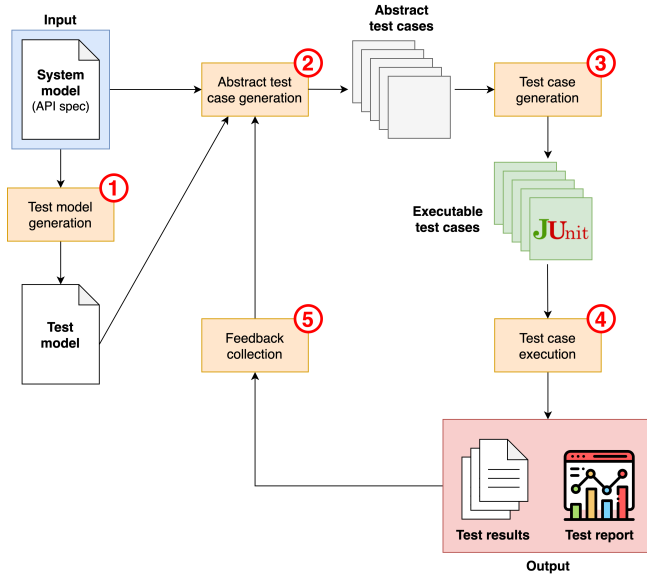 Input
System
model
(API spec)
1
Test model
generation
Test
model
2
Abstract test
case generation
Abstract
test cases
3
Test case
generation
Executable
test cases
JUnit
4
Test case
execution
5
Feedback
collection
Test results
Test report
Output